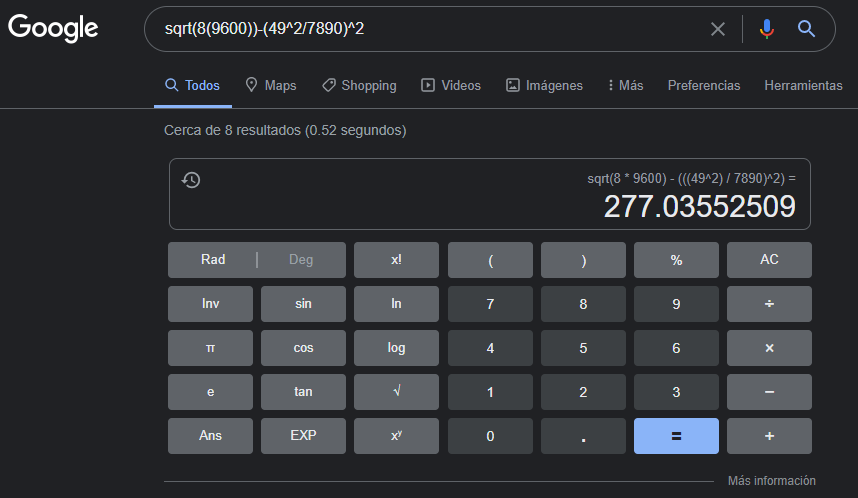 Google sqrt(8(9600))-(49^2/7890)^2
Todos Maps Shopping Videos Imágenes Más Preferencias Herramientas
Cerca de 8 resultados (0.52 segundos)
sqrt(8 * 9600) - (((49^2) / 7890)^2) =
277.03552509
Rad Deg x! ( ) % AC
Inv sin ln 7 8 9 ÷
π cos log 4 5 6 ×
e tan √ 1 2 3 −
Ans EXP xʸ 0 . = +
Más información